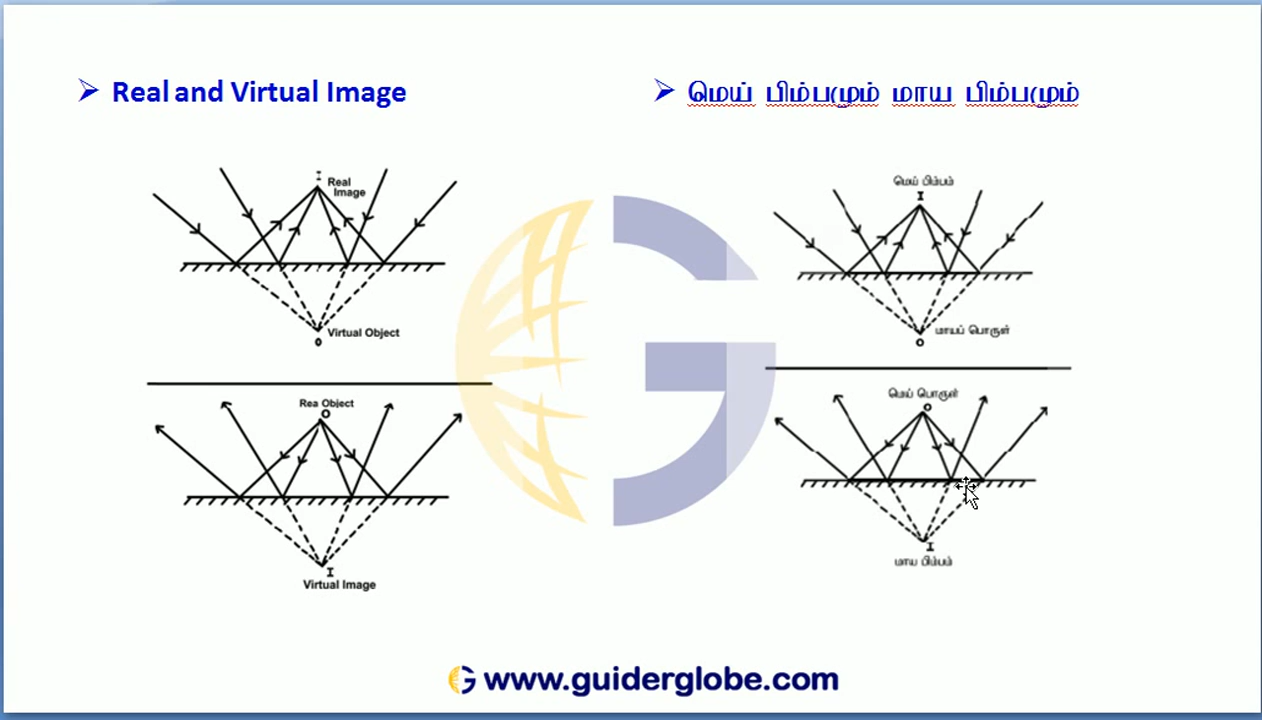 Real and Virtual Image
மெய் பிம்பமும் மாய பிம்பமும்
I
Real
Image
Virtual Object
O
Rea Object
O
I
Virtual Image
மெய் பிம்பம்
I
மாயப் பொருள்
O
மெய் பொருள்
O
I
மாய பிம்பம்
G www.guiderglobe.com